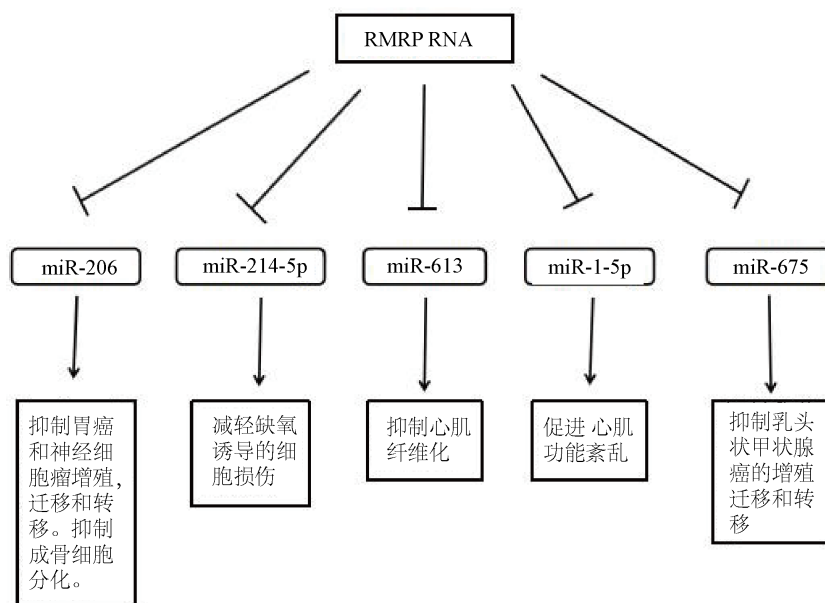 RMRP RNA
miR-206
miR-214-5p
miR-613
miR-1-5p
miR-675
抑制胃癌
和神经细
胞瘤增殖,
迁移和转
移。抑制
成骨细胞
分化。
减轻缺氧
诱导的细
胞损伤
抑制心肌
纤维化
促进 心肌
功能紊乱
抑制乳头
状甲状腺
癌的增殖
迁移和转
移